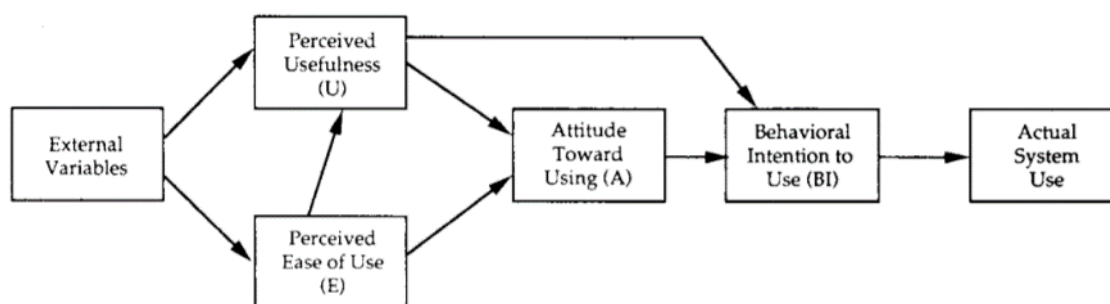 External
Variables
Perceived
Usefulness
(U)
Perceived
Ease of Use
(E)
Attitude
Toward
Using (A)
Behavioral
Intention to
Use (BI)
Actual
System
Use